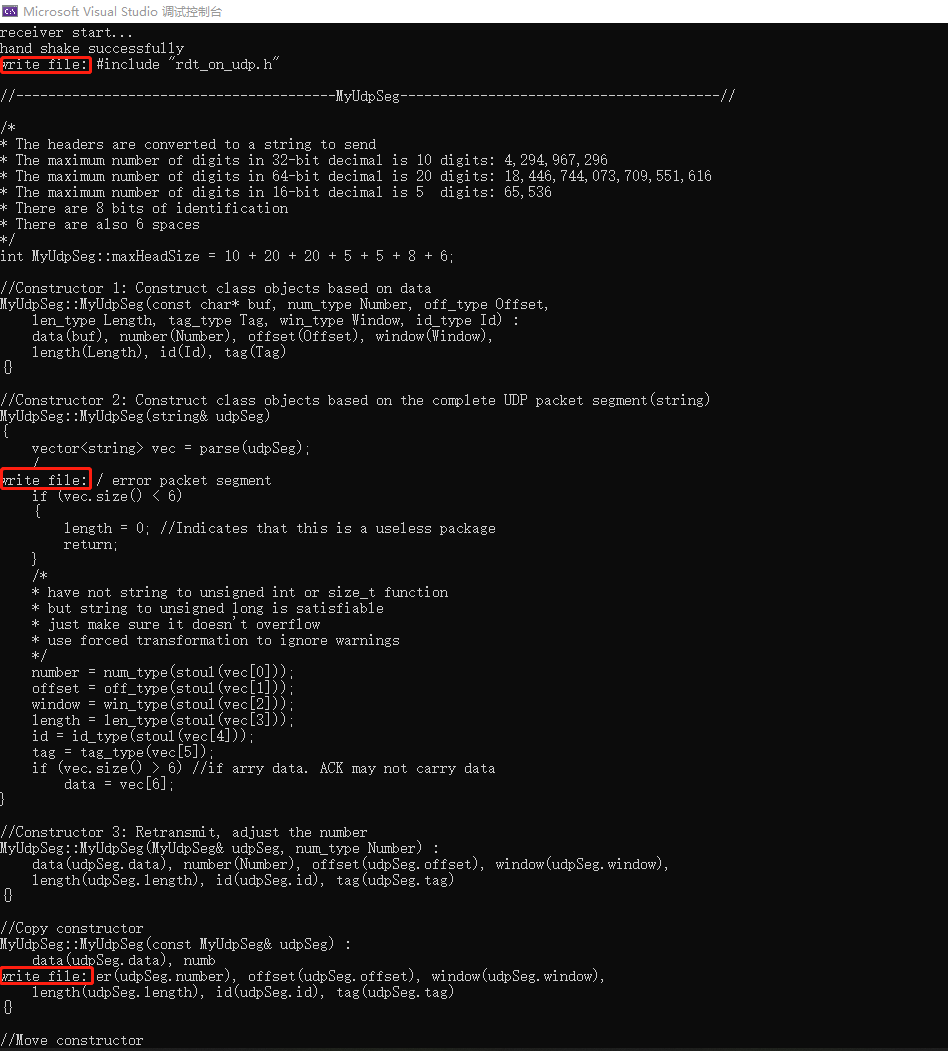 Microsoft Visual Studio 调试控制台
receiver start...
hand shake successfully
write file: #include "rdt_on_udp.h"
//----------------------------------------MyUdpSeg----------------------------------------//
/*
* The headers are converted to a string to send
* The maximum number of digits in 32-bit decimal is 10 digits: 4,294,967,296
* The maximum number of digits in 64-bit decimal is 20 digits: 18,446,744,073,709,551,616
* The maximum number of digits in 16-bit decimal is 5  digits: 65,536
* There are 8 bits of identification
* There are also 6 spaces
*/
int MyUdpSeg::maxHeadSize = 10 + 20 + 20 + 5 + 5 + 8 + 6;
//Constructor 1: Construct class objects based on data
MyUdpSeg::MyUdpSeg(const char* buf, num_type Number, off_type Offset,
    len_type Length, tag_type Tag, win_type Window, id_type Id) :
    data(buf), number(Number), offset(Offset), window(Window),
    length(Length), id(Id), tag(Tag)
{}
//Constructor 2: Construct class objects based on the complete UDP packet segment(string)
MyUdpSeg::MyUdpSeg(string& udpSeg)
{
    vector<string> vec = parse(udpSeg);
    /
write file: / error packet segment
    if (vec.size() < 6)
    {
        length = 0; //Indicates that this is a useless package
        return;
    }
    /*
    * have not string to unsigned int or size_t function
    * but string to unsigned long is satisfiable
    * just make sure it doesn't overflow
    * use forced transformation to ignore warnings
    */
    number = num_type(stoul(vec[0]));
    offset = off_type(stoul(vec[1]));
    window = win_type(stoul(vec[2]));
    length = len_type(stoul(vec[3]));
    id = id_type(stoul(vec[4]));
    tag = tag_type(vec[5]);
    if (vec.size() > 6) //if arry data. ACK may not carry data
        data = vec[6];
}
//Constructor 3: Retransmit, adjust the number
MyUdpSeg::MyUdpSeg(MyUdpSeg& udpSeg, num_type Number) :
    data(udpSeg.data), number(Number), offset(udpSeg.offset), window(udpSeg.window),
    length(udpSeg.length), id(udpSeg.id), tag(udpSeg.tag)
{}
//Copy constructor
MyUdpSeg::MyUdpSeg(const MyUdpSeg& udpSeg) :
    data(udpSeg.data), numb
write file: er(udpSeg.number), offset(udpSeg.offset), window(udpSeg.window),
    length(udpSeg.length), id(udpSeg.id), tag(udpSeg.tag)
{}
//Move constructor